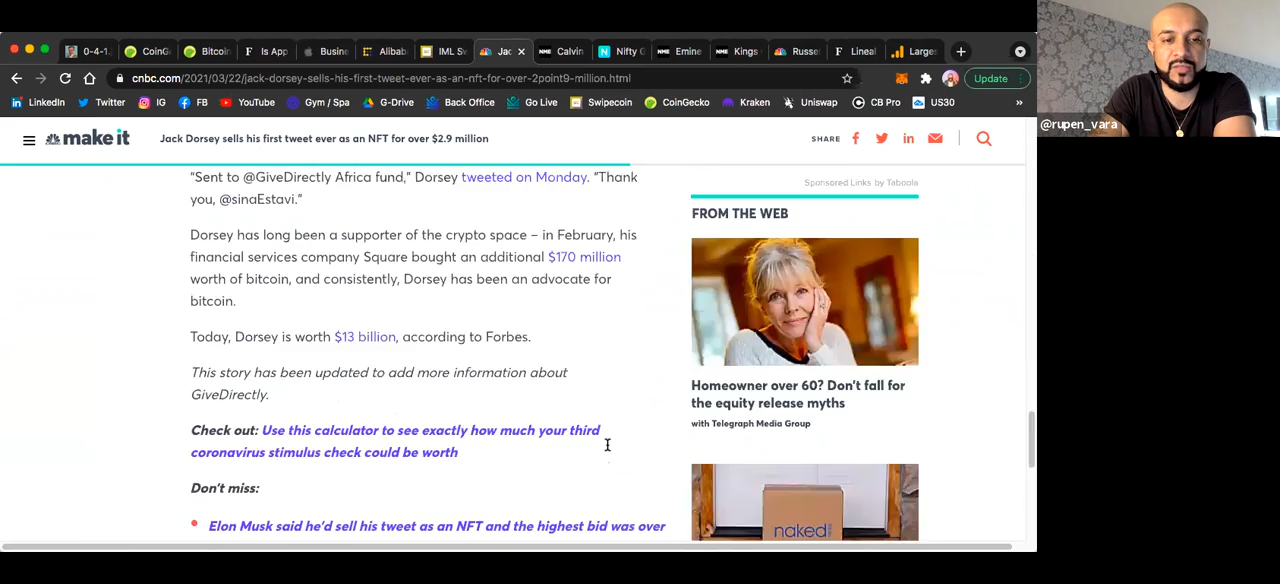 0-4-1.
CoinG
Bitcoin
Is App
Busine
Alibab
IML Sw
Jac
Calvin
Nifty G
Emine
Kings
Russe
Lineal
Larges
cnbc.com/2021/03/22/jack-dorsey-sells-his-first-tweet-ever-as-an-nft-for-over-2point9-million.html
Update
LinkedIn
Twitter
IG
FB
YouTube
Gym / Spa
G-Drive
Back Office
Go Live
Swipecoin
CoinGecko
Kraken
Uniswap
CB Pro
US30
»
@rupen_vara
make it
Jack Dorsey sells his first tweet ever as an NFT for over $2.9 million
SHARE
“Sent to @GiveDirectly Africa fund,” Dorsey tweeted on Monday. “Thank
you, @sinaEstavi.”
Dorsey has long been a supporter of the crypto space – in February, his
financial services company Square bought an additional $170 million
worth of bitcoin, and consistently, Dorsey has been an advocate for
bitcoin.
Today, Dorsey is worth $13 billion, according to Forbes.
This story has been updated to add more information about
GiveDirectly.
Check out: Use this calculator to see exactly how much your third
coronavirus stimulus check could be worth
Don’t miss:
Elon Musk said he’d sell his tweet as an NFT and the highest bid was over
Sponsored Links by Taboola
FROM THE WEB
Homeowner over 60? Don’t fall for
the equity release myths
with Telegraph Media Group
naked